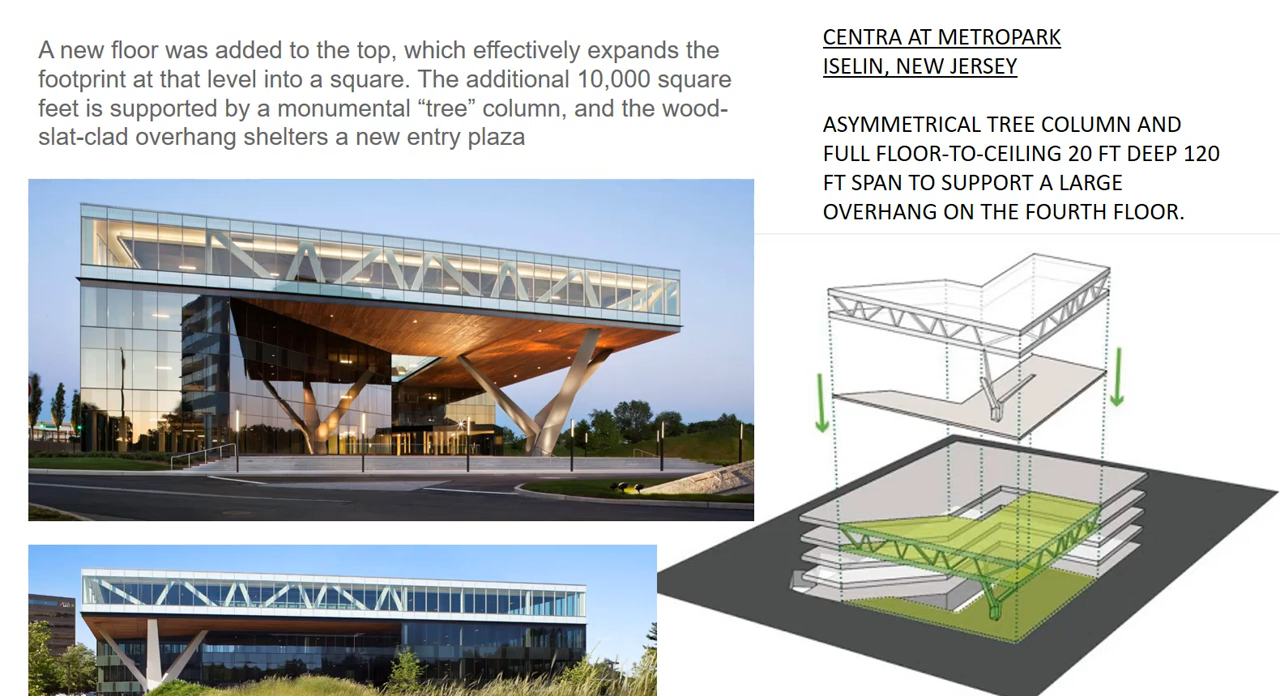 A new floor was added to the top, which effectively expands the
footprint at that level into a square. The additional 10,000 square
feet is supported by a monumental “tree” column, and the wood-
slat-clad overhang shelters a new entry plaza
CENTRA AT METROPARK
ISELIN, NEW JERSEY
ASYMMETRICAL TREE COLUMN AND
FULL FLOOR-TO-CEILING 20 FT DEEP 120
FT SPAN TO SUPPORT A LARGE
OVERHANG ON THE FOURTH FLOOR.